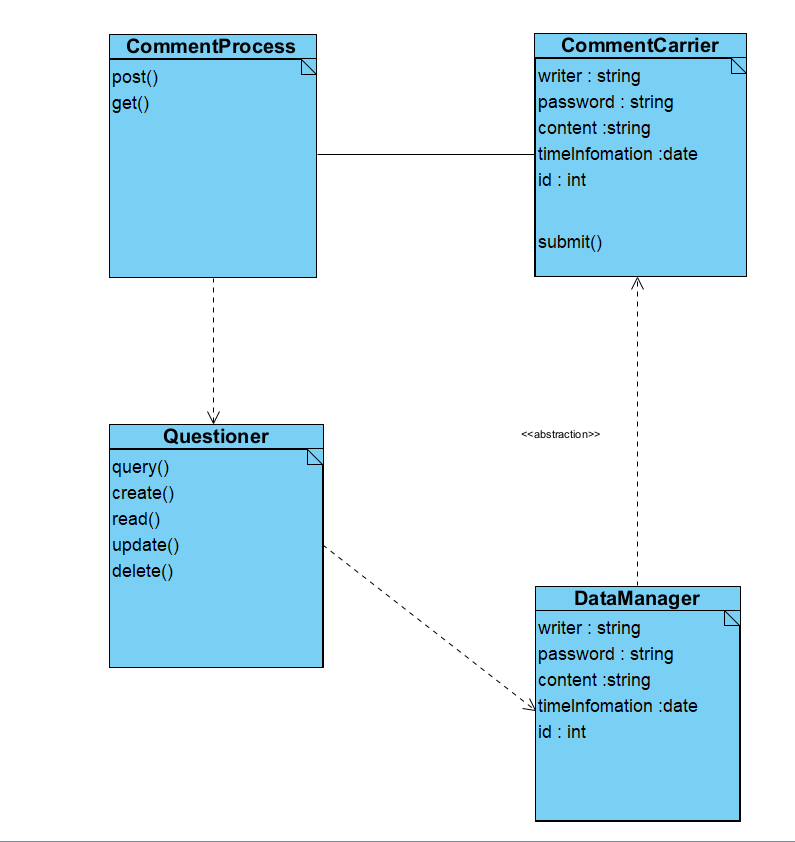 CommentProcess
post()
get()
CommentCarrier
writer : string
password : string
content :string
timeInfomation :date
id : int
submit()
Questioner
query()
create()
read()
update()
delete()
<<abstraction>>
DataManager
writer : string
password : string
content :string
timeInfomation :date
id : int